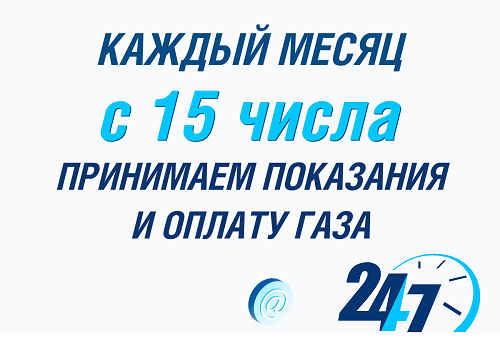 КАЖДЫЙ МЕСЯЦ
с 15 числа
ПРИНИМАЕМ ПОКАЗАНИЯ
И ОПЛАТУ ГАЗА
@
24/7